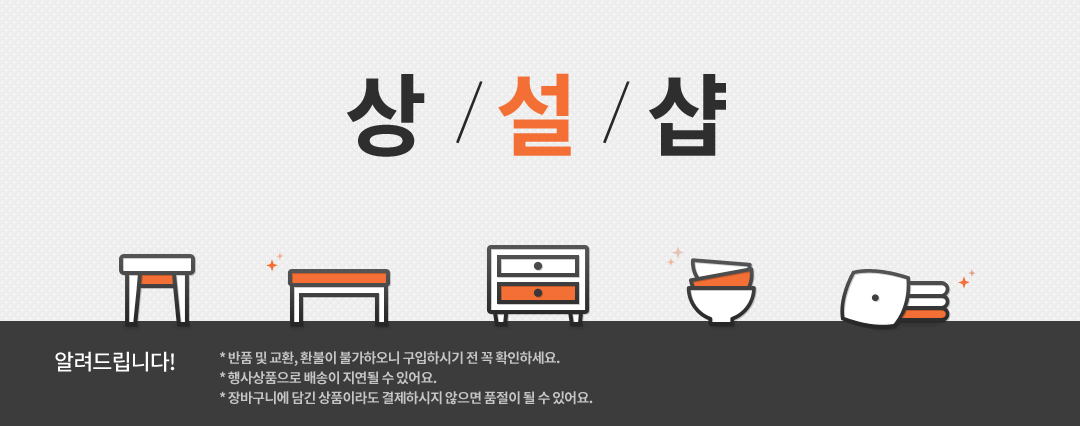 상/설/샵
알려드립니다!
* 반품 및 교환, 환불이 불가하오니 구입하시기 전 꼭 확인하세요.
* 행사상품으로 배송이 지연될 수 있어요.
* 장바구니에 담긴 상품이라도 결제하시지 않으면 품절이 될 수 있어요.